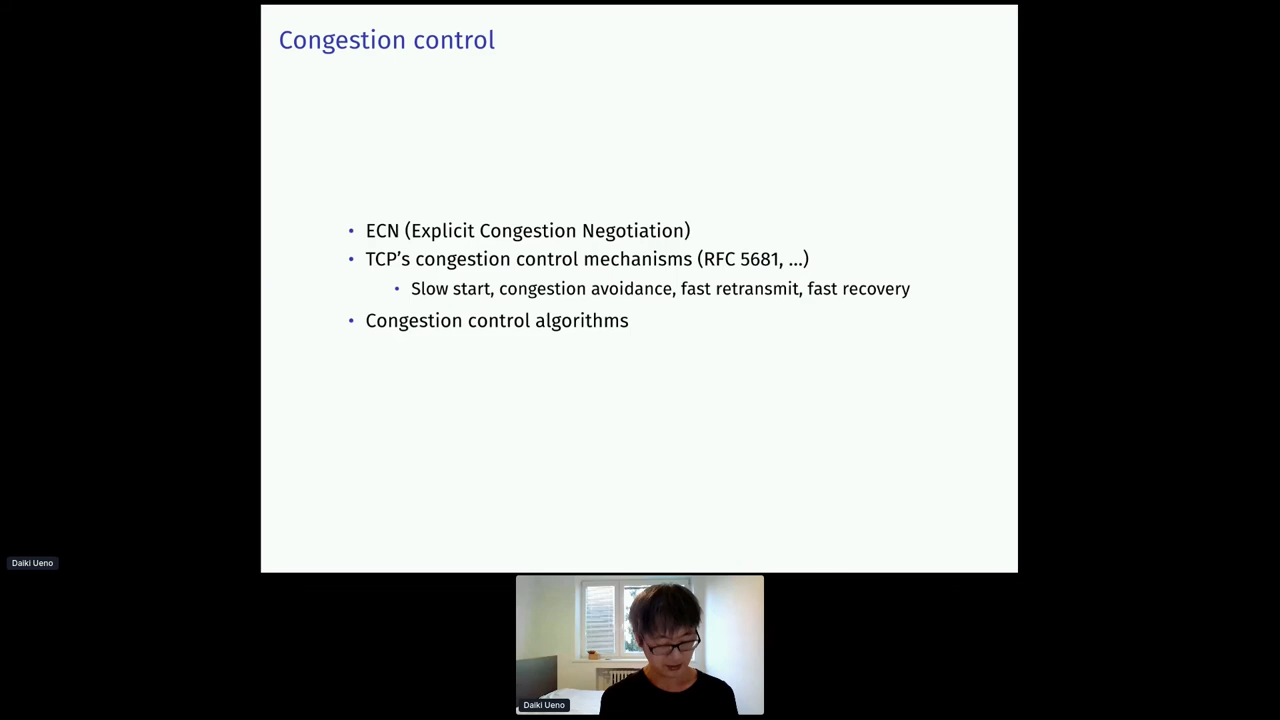 Congestion control
• ECN (Explicit Congestion Negotiation)
• TCP’s congestion control mechanisms (RFC 5681, ...)
• Slow start, congestion avoidance, fast retransmit, fast recovery
• Congestion control algorithms
Daiki Ueno
Daiki Ueno